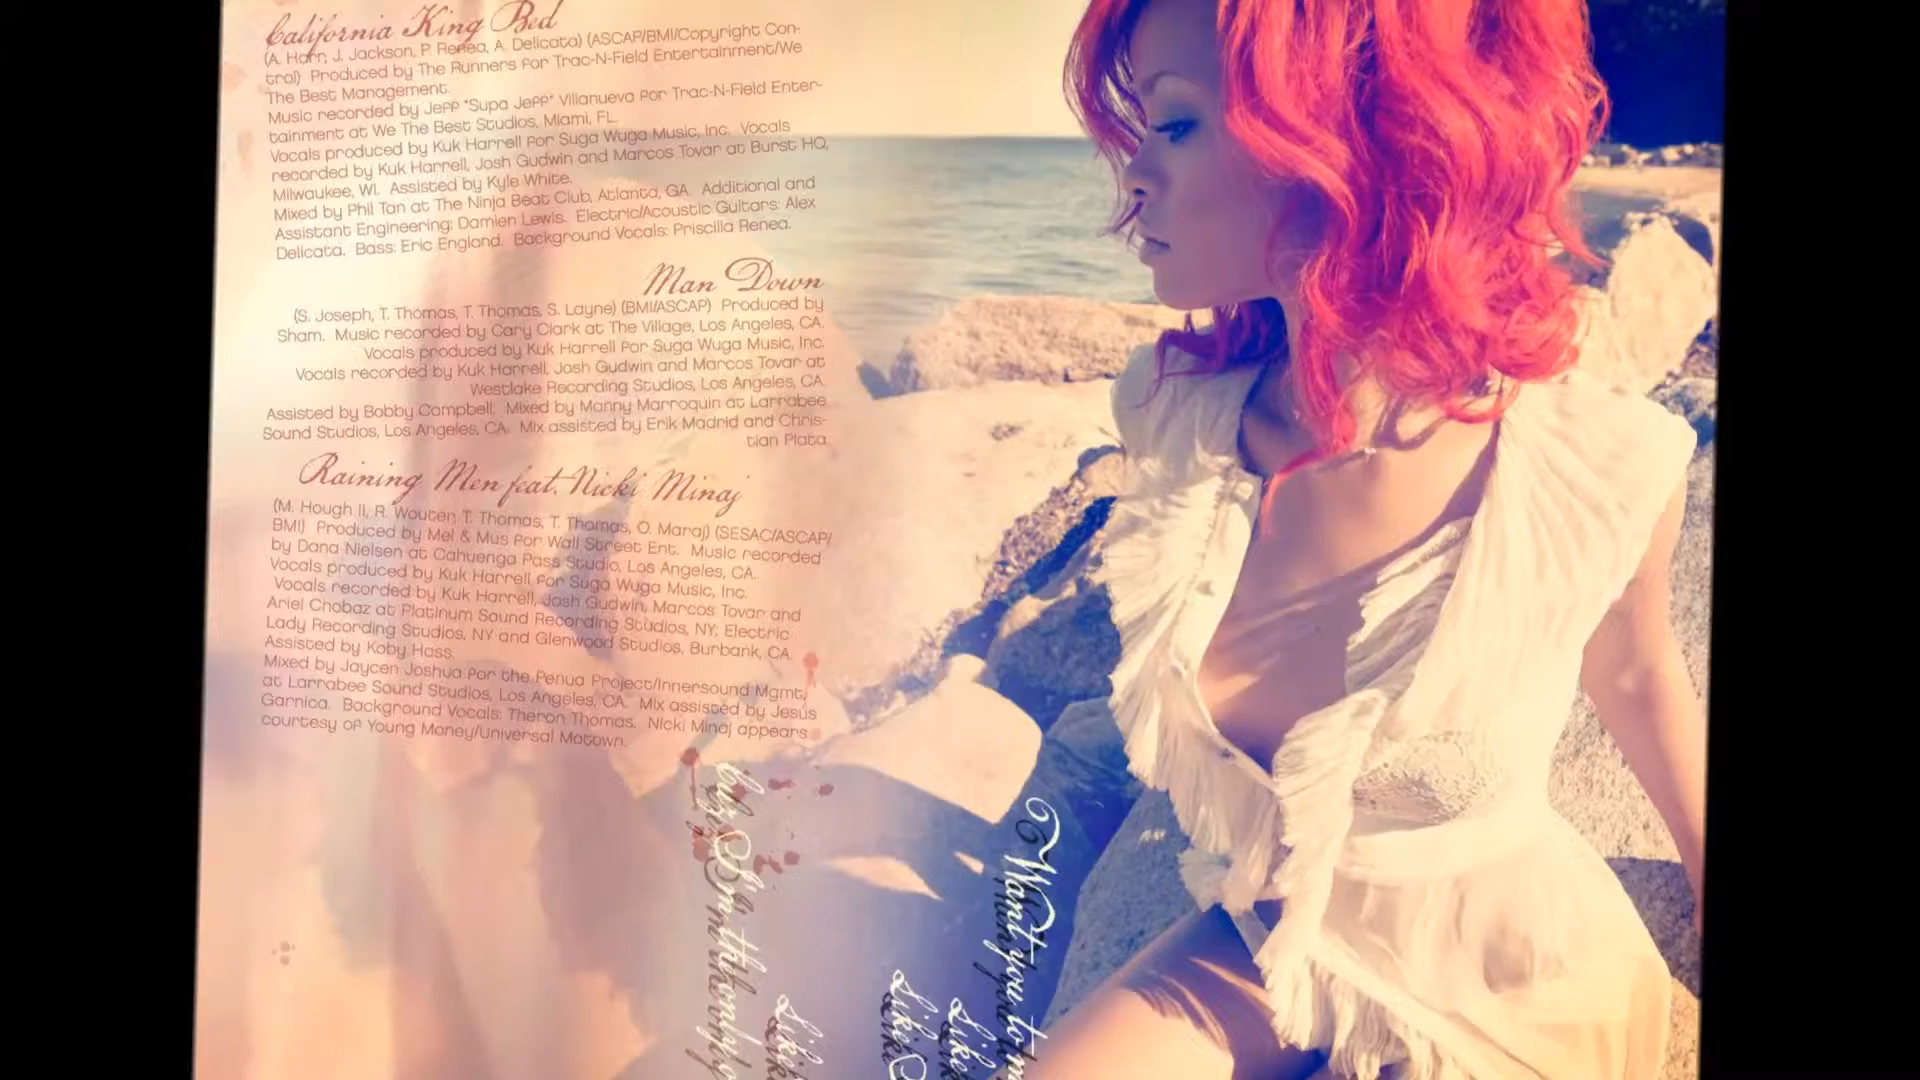 California King Bed
(A. Harr, J. Jackson, P. Renea, A. Delicata) (ASCAP/BMI/Copyright Con-
trol)  Produced by The Runners for Trac-N-Field Entertainment/We
The Best Management.
Music recorded by Jeff "Supa Jeff" Villanueva for Trac-N-Field Enter-
tainment at We The Best Studios, Miami, FL.
Vocals produced by Kuk Harrell for Suga Wuga Music, Inc.  Vocals
recorded by Kuk Harrell, Josh Gudwin and Marcos Tovar at Burst HQ,
Milwaukee, WI.  Assisted by Kyle White.
Mixed by Phil Tan at The Ninja Beat Club, Atlanta, GA.  Additional and
Assistant Engineering: Damien Lewis.  Electric/Acoustic Guitars: Alex
Delicata.  Bass: Eric England.  Background Vocals: Priscilla Renea.
Man Down
(S. Joseph, T. Thomas, T. Thomas, S. Layne) (BMI/ASCAP)  Produced by
Sham.  Music recorded by Cary Clark at The Village, Los Angeles, CA.
Vocals produced by Kuk Harrell for Suga Wuga Music, Inc.
Vocals recorded by Kuk Harrell, Josh Gudwin and Marcos Tovar at
Westlake Recording Studios, Los Angeles, CA.
Assisted by Bobby Campbell.  Mixed by Manny Marroquin at Larrabee
Sound Studios, Los Angeles, CA.  Mix assisted by Erik Madrid and Chris-
tian Plata.
Raining Men feat. Nicki Minaj
(M. Hough II, R. Wouter, T. Thomas, T. Thomas, O. Maraj) (SESAC/ASCAP/
BMI)  Produced by Mel & Mus for Wall Street Ent.  Music recorded
by Dana Nielsen at Cahuenga Pass Studio, Los Angeles, CA.
Vocals produced by Kuk Harrell for Suga Wuga Music, Inc.
Vocals recorded by Kuk Harrell, Josh Gudwin, Marcos Tovar and
Ariel Chobaz at Platinum Sound Recording Studios, NY; Electric
Lady Recording Studios, NY and Glenwood Studios, Burbank, CA.
Assisted by Koby Hass.
Mixed by Jaycen Joshua for the Penua Project/Innersound Mgmt,
at Larrabee Sound Studios, Los Angeles, CA.  Mix assisted by Jesus
Garnica.  Background Vocals: Theron Thomas.  Nicki Minaj appears
courtesy of Young Money/Universal Motown.
Want you to
Like
Like
Like
I'm the only